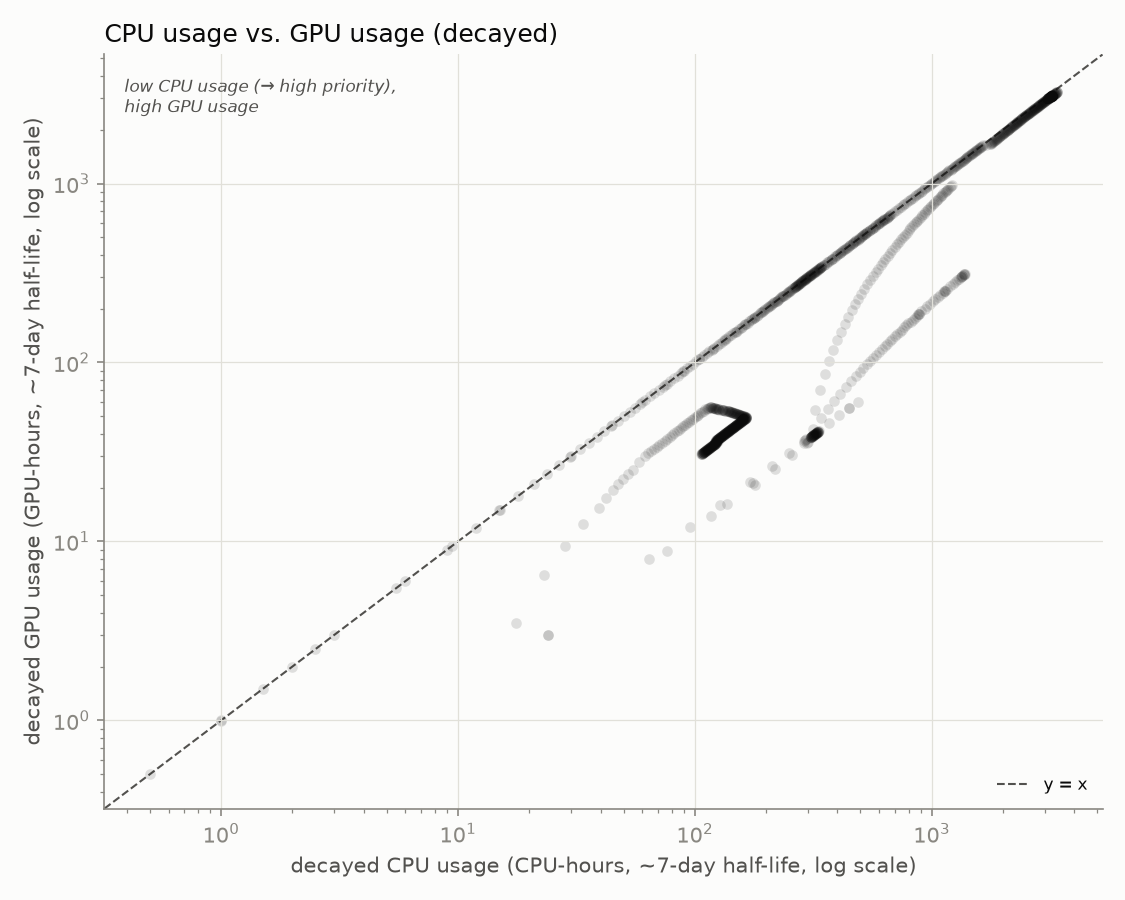 CPU usage vs. GPU usage (decayed)
low CPU usage (→ high priority),
high GPU usage
decayed GPU usage (GPU-hours, ~7-day half-life, log scale)
10³
10²
10¹
10⁰
y = x
10⁰ 10¹ 10² 10³
decayed CPU usage (CPU-hours, ~7-day half-life, log scale)